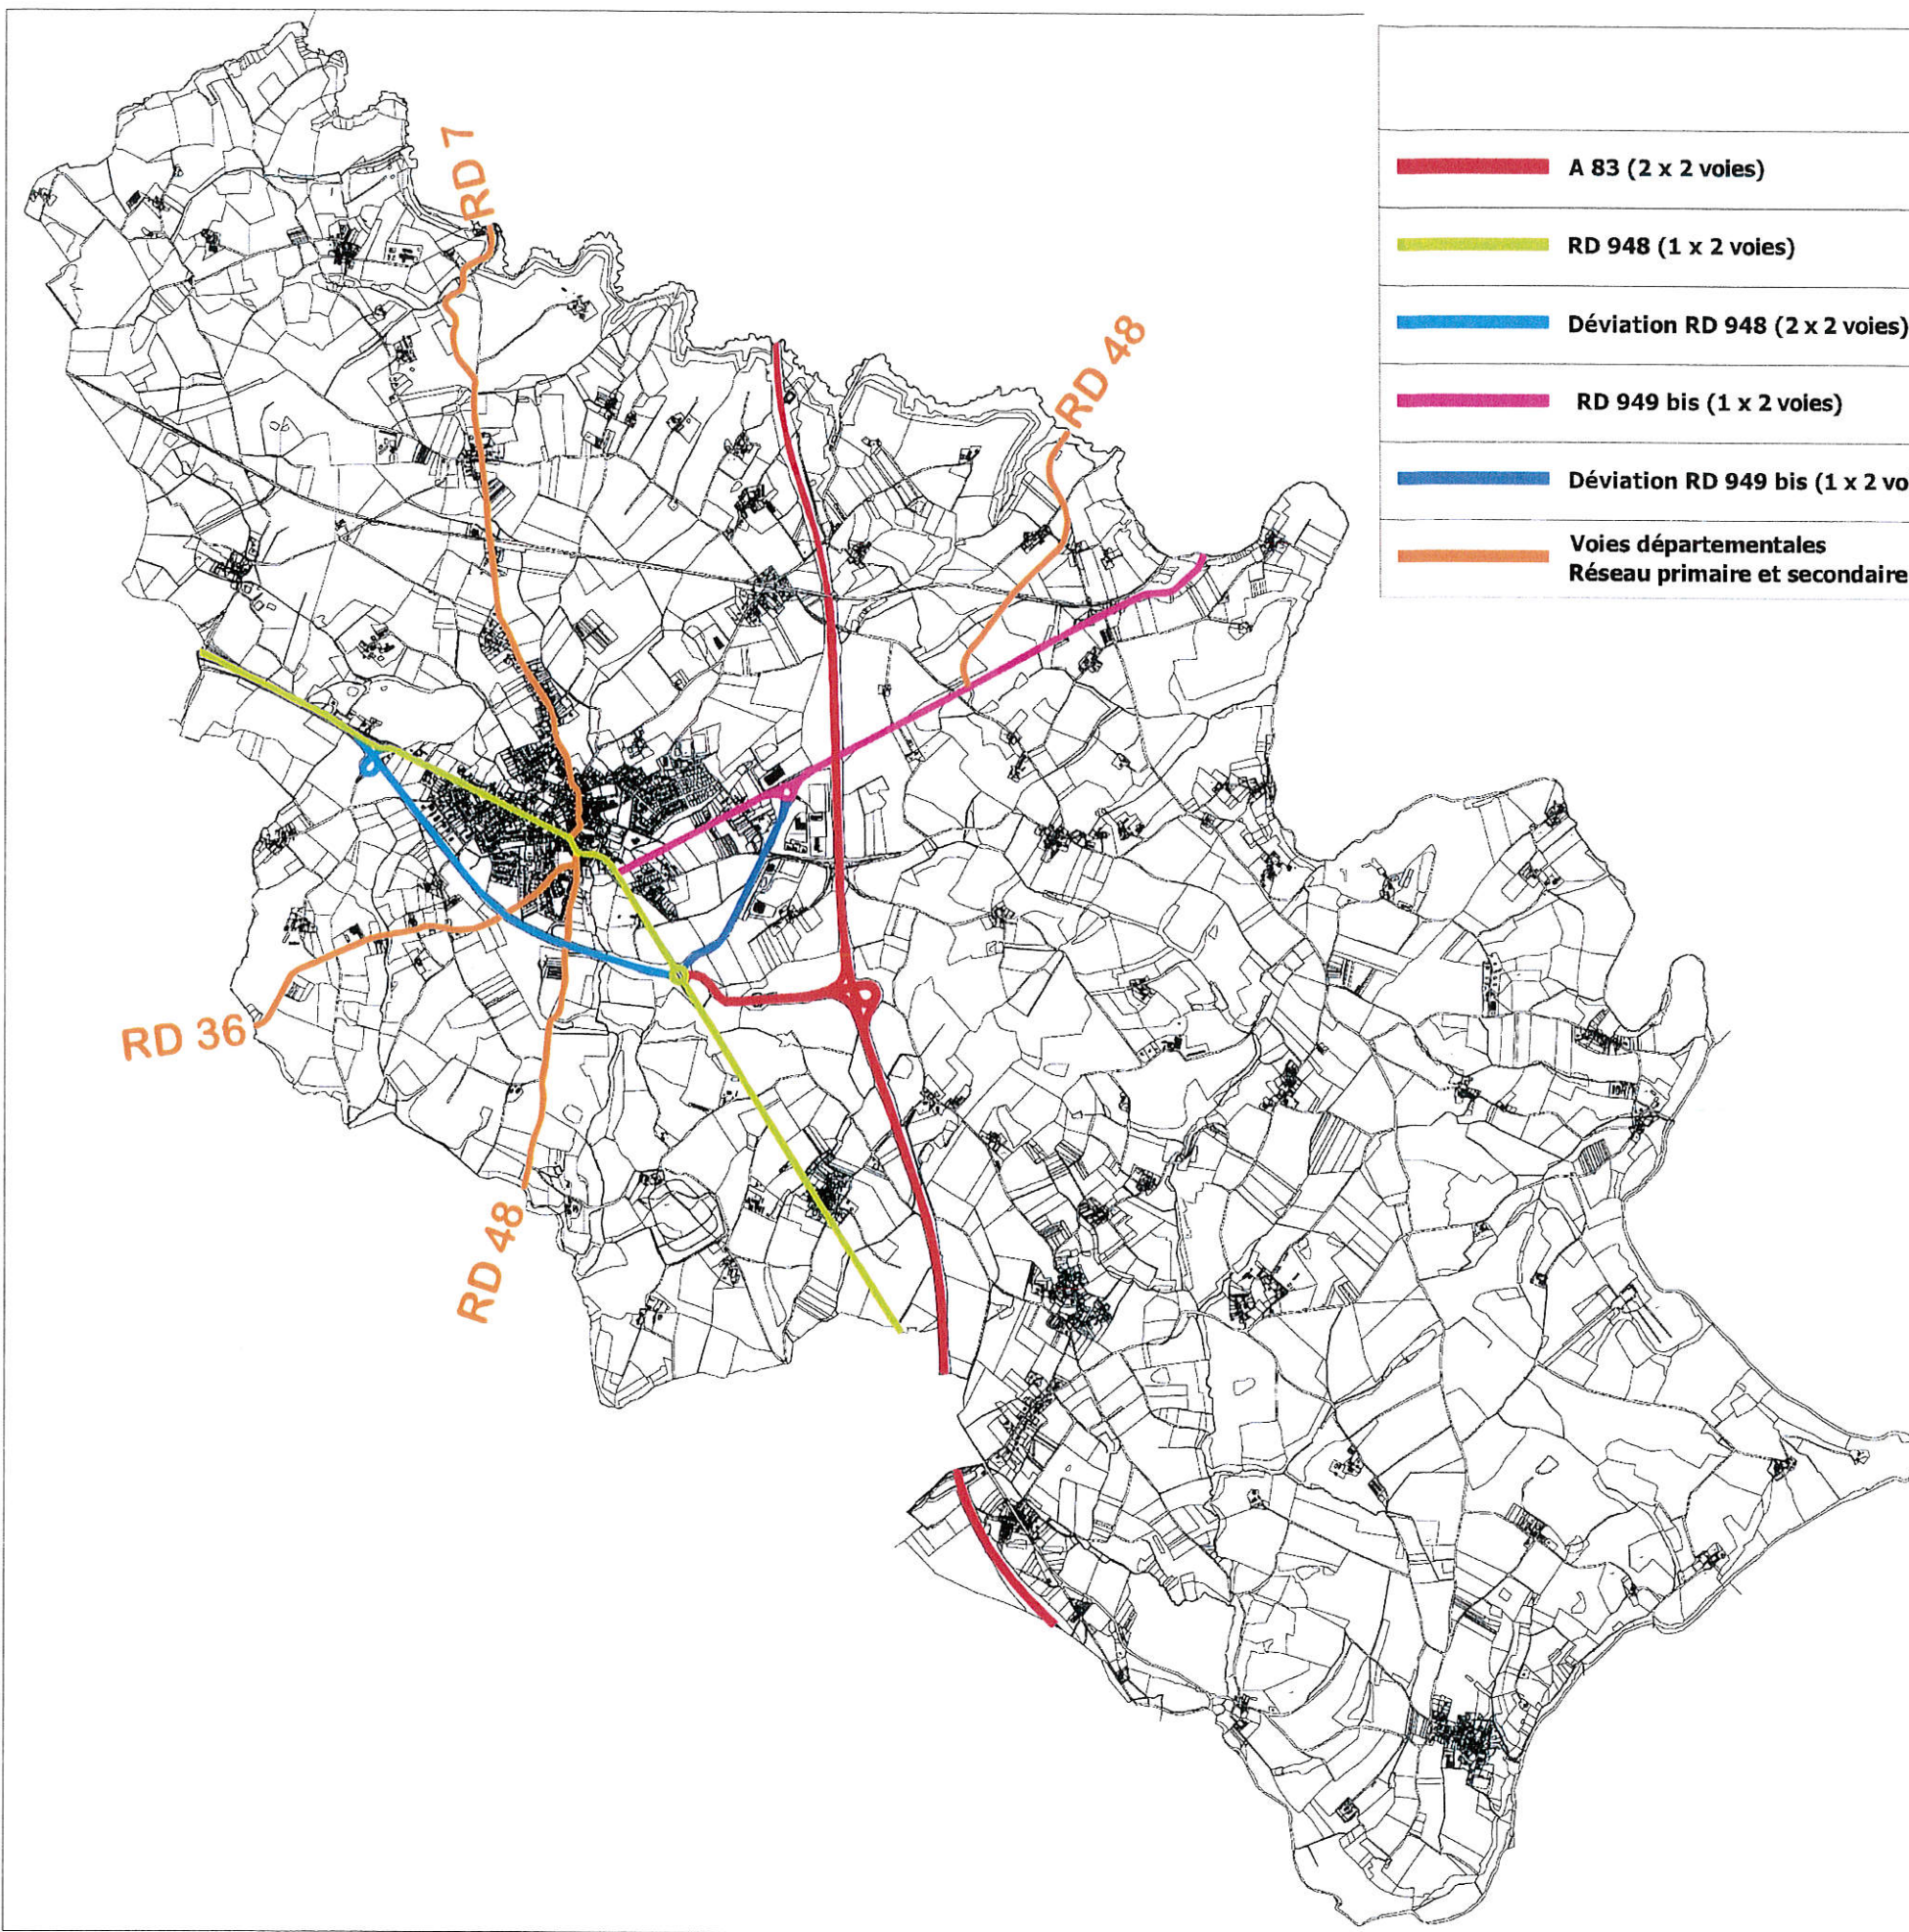 A 83 (2 x 2 voies)
RD 948 (1 x 2 voies)
Déviation RD 948 (2 x 2 voies)
RD 949 bis (1 x 2 voies)
Déviation RD 949 bis (1 x 2 vo
Voies départementales
Réseau primaire et secondaire
RD 7
RD 48
RD 36
RD 48